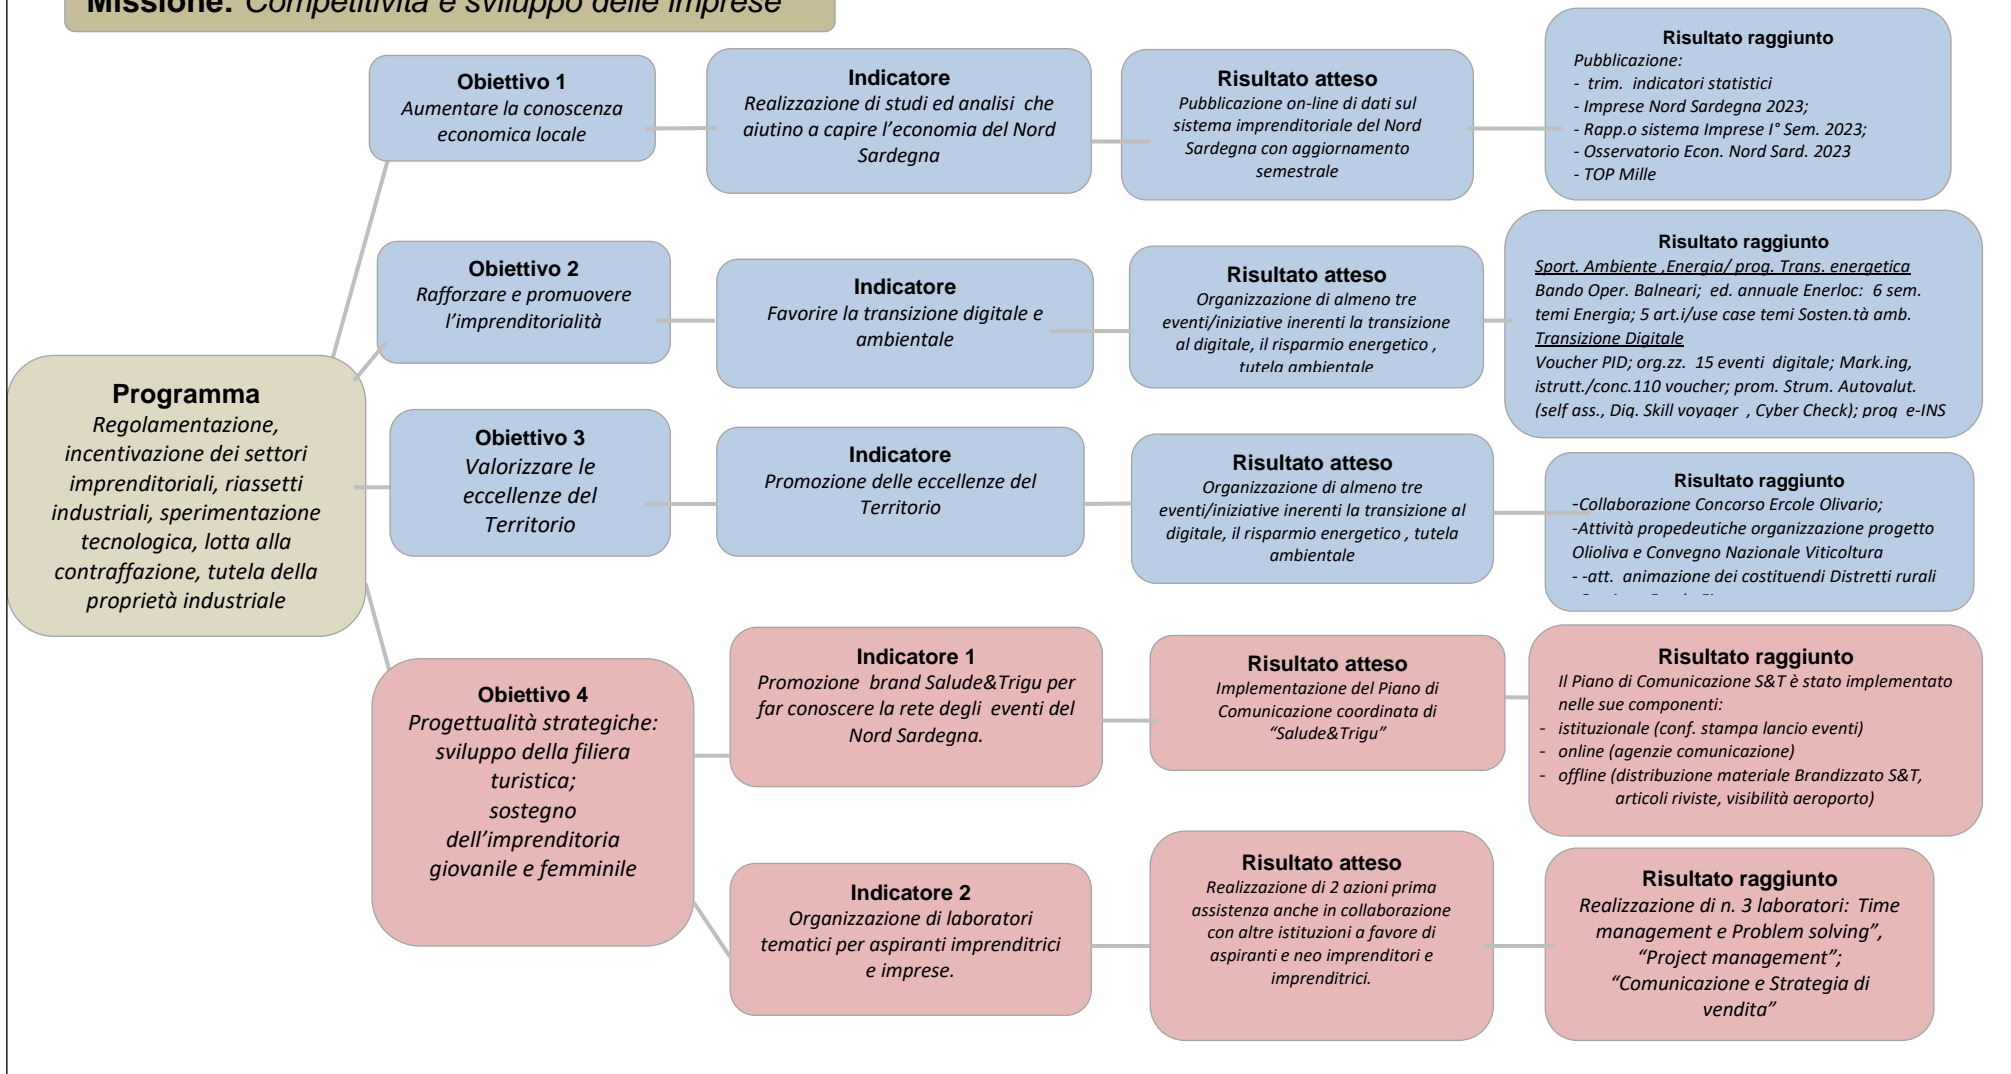 Missione: Competitività e sviluppo delle imprese
Programma
Regolamentazione,
incentivazione dei settori
imprenditoriali, riassetti
industriali, sperimentazione
tecnologica, lotta alla
contraffazione, tutela della
proprietà industriale
Obiettivo 1
Aumentare la conoscenza
economica locale
Indicatore
Realizzazione di studi ed analisi che
aiutino a capire l’economia del Nord
Sardegna
Risultato atteso
Pubblicazione on-line di dati sul
sistema imprenditoriale del Nord
Sardegna con aggiornamento
semestrale
Risultato raggiunto
Pubblicazione:
- trim. indicatori statistici
- Imprese Nord Sardegna 2023;
- Rapp.o sistema Imprese I° Sem. 2023;
- Osservatorio Econ. Nord Sard. 2023
- TOP Mille
Obiettivo 2
Rafforzare e promuovere
l’imprenditorialità
Indicatore
Favorire la transizione digitale e
ambientale
Risultato atteso
Organizzazione di almeno tre
eventi/iniziative inerenti la transizione
al digitale, il risparmio energetico ,
tutela ambientale
Risultato raggiunto
Sport. Ambiente ,Energia/ prog. Trans. energetica
Bando Oper. Balneari; ed. annuale Enerloc: 6 sem.
temi Energia; 5 art.i/use case temi Sosten.tà amb.
Transizione Digitale
Voucher PID; org.zz. 15 eventi digitale; Mark.ing,
istrutt./conc.110 voucher; prom. Strum. Autovalut.
(self ass., Dig. Skill voyager , Cyber Check); prog e-INS
Obiettivo 3
Valorizzare le
eccellenze del
Territorio
Indicatore
Promozione delle eccellenze del
Territorio
Risultato atteso
Organizzazione di almeno tre
eventi/iniziative inerenti la transizione al
digitale, il risparmio energetico , tutela
ambientale
Risultato raggiunto
-Collaborazione Concorso Ercole Olivario;
-Attività propedeutiche organizzazione progetto
Olioliva e Convegno Nazionale Viticoltura
- -att. animazione dei costituendi Distretti rurali
Obiettivo 4
Progettualità strategiche:
sviluppo della filiera
turistica;
sostegno
dell’imprenditoria
giovanile e femminile
Indicatore 1
Promozione brand Salude&Trigu per
far conoscere la rete degli eventi del
Nord Sardegna.
Risultato atteso
Implementazione del Piano di
Comunicazione coordinata di
“Salude&Trigu”
Risultato raggiunto
Il Piano di Comunicazione S&T è stato implementato
nelle sue componenti:
- istituzionale (conf. stampa lancio eventi)
- online (agenzie comunicazione)
- offline (distribuzione materiale Brandizzato S&T,
articoli riviste, visibilità aeroporto)
Indicatore 2
Organizzazione di laboratori
tematici per aspiranti imprenditrici
e imprese.
Risultato atteso
Realizzazione di 2 azioni prima
assistenza anche in collaborazione
con altre istituzioni a favore di
aspiranti e neo imprenditori e
imprenditrici.
Risultato raggiunto
Realizzazione di n. 3 laboratori: Time
management e Problem solving”,
“Project management”;
“Comunicazione e Strategia di
vendita”